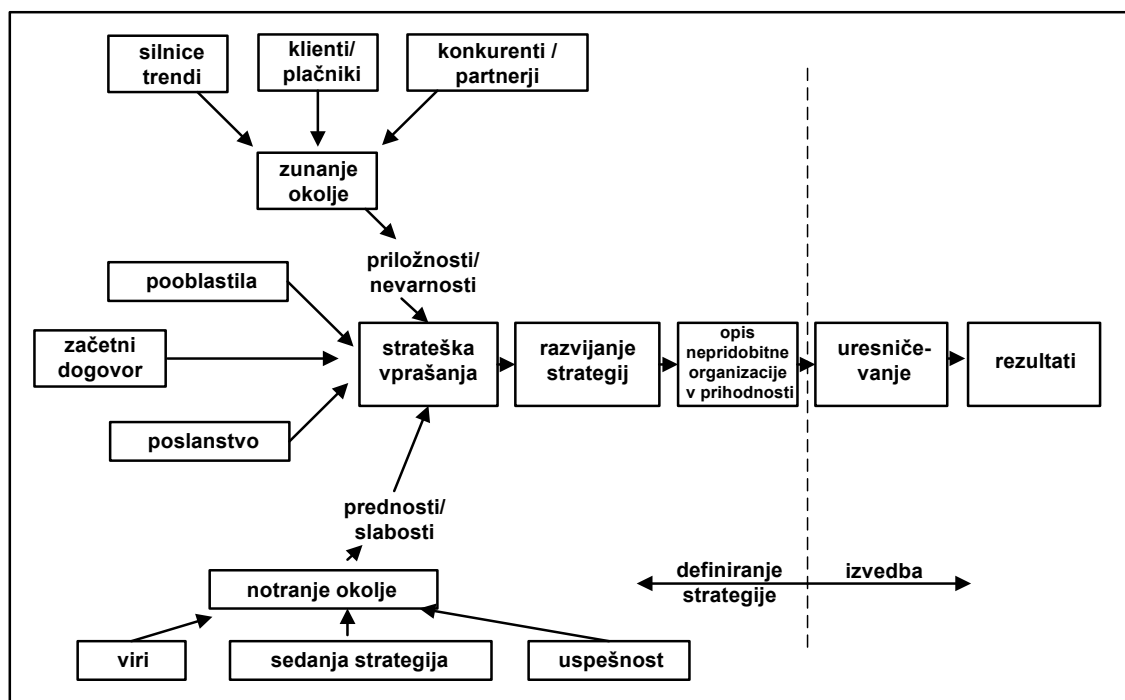 silnice
trendi
klienti/
plačniki
konkurenti /
partnerji
zunanje
okolje
priložnosti/
nevarnosti
pooblastila
začetni
dogovor
poslanstvo
strateška
vprašanja
razvijanje
strategij
opis
nepridobitne
organizacije
v prihodnosti
uresniče-
vanje
rezultati
prednosti/
slabosti
notranje okolje
viri
sedanja strategija
uspešnost
definiranje
strategije
izvedba